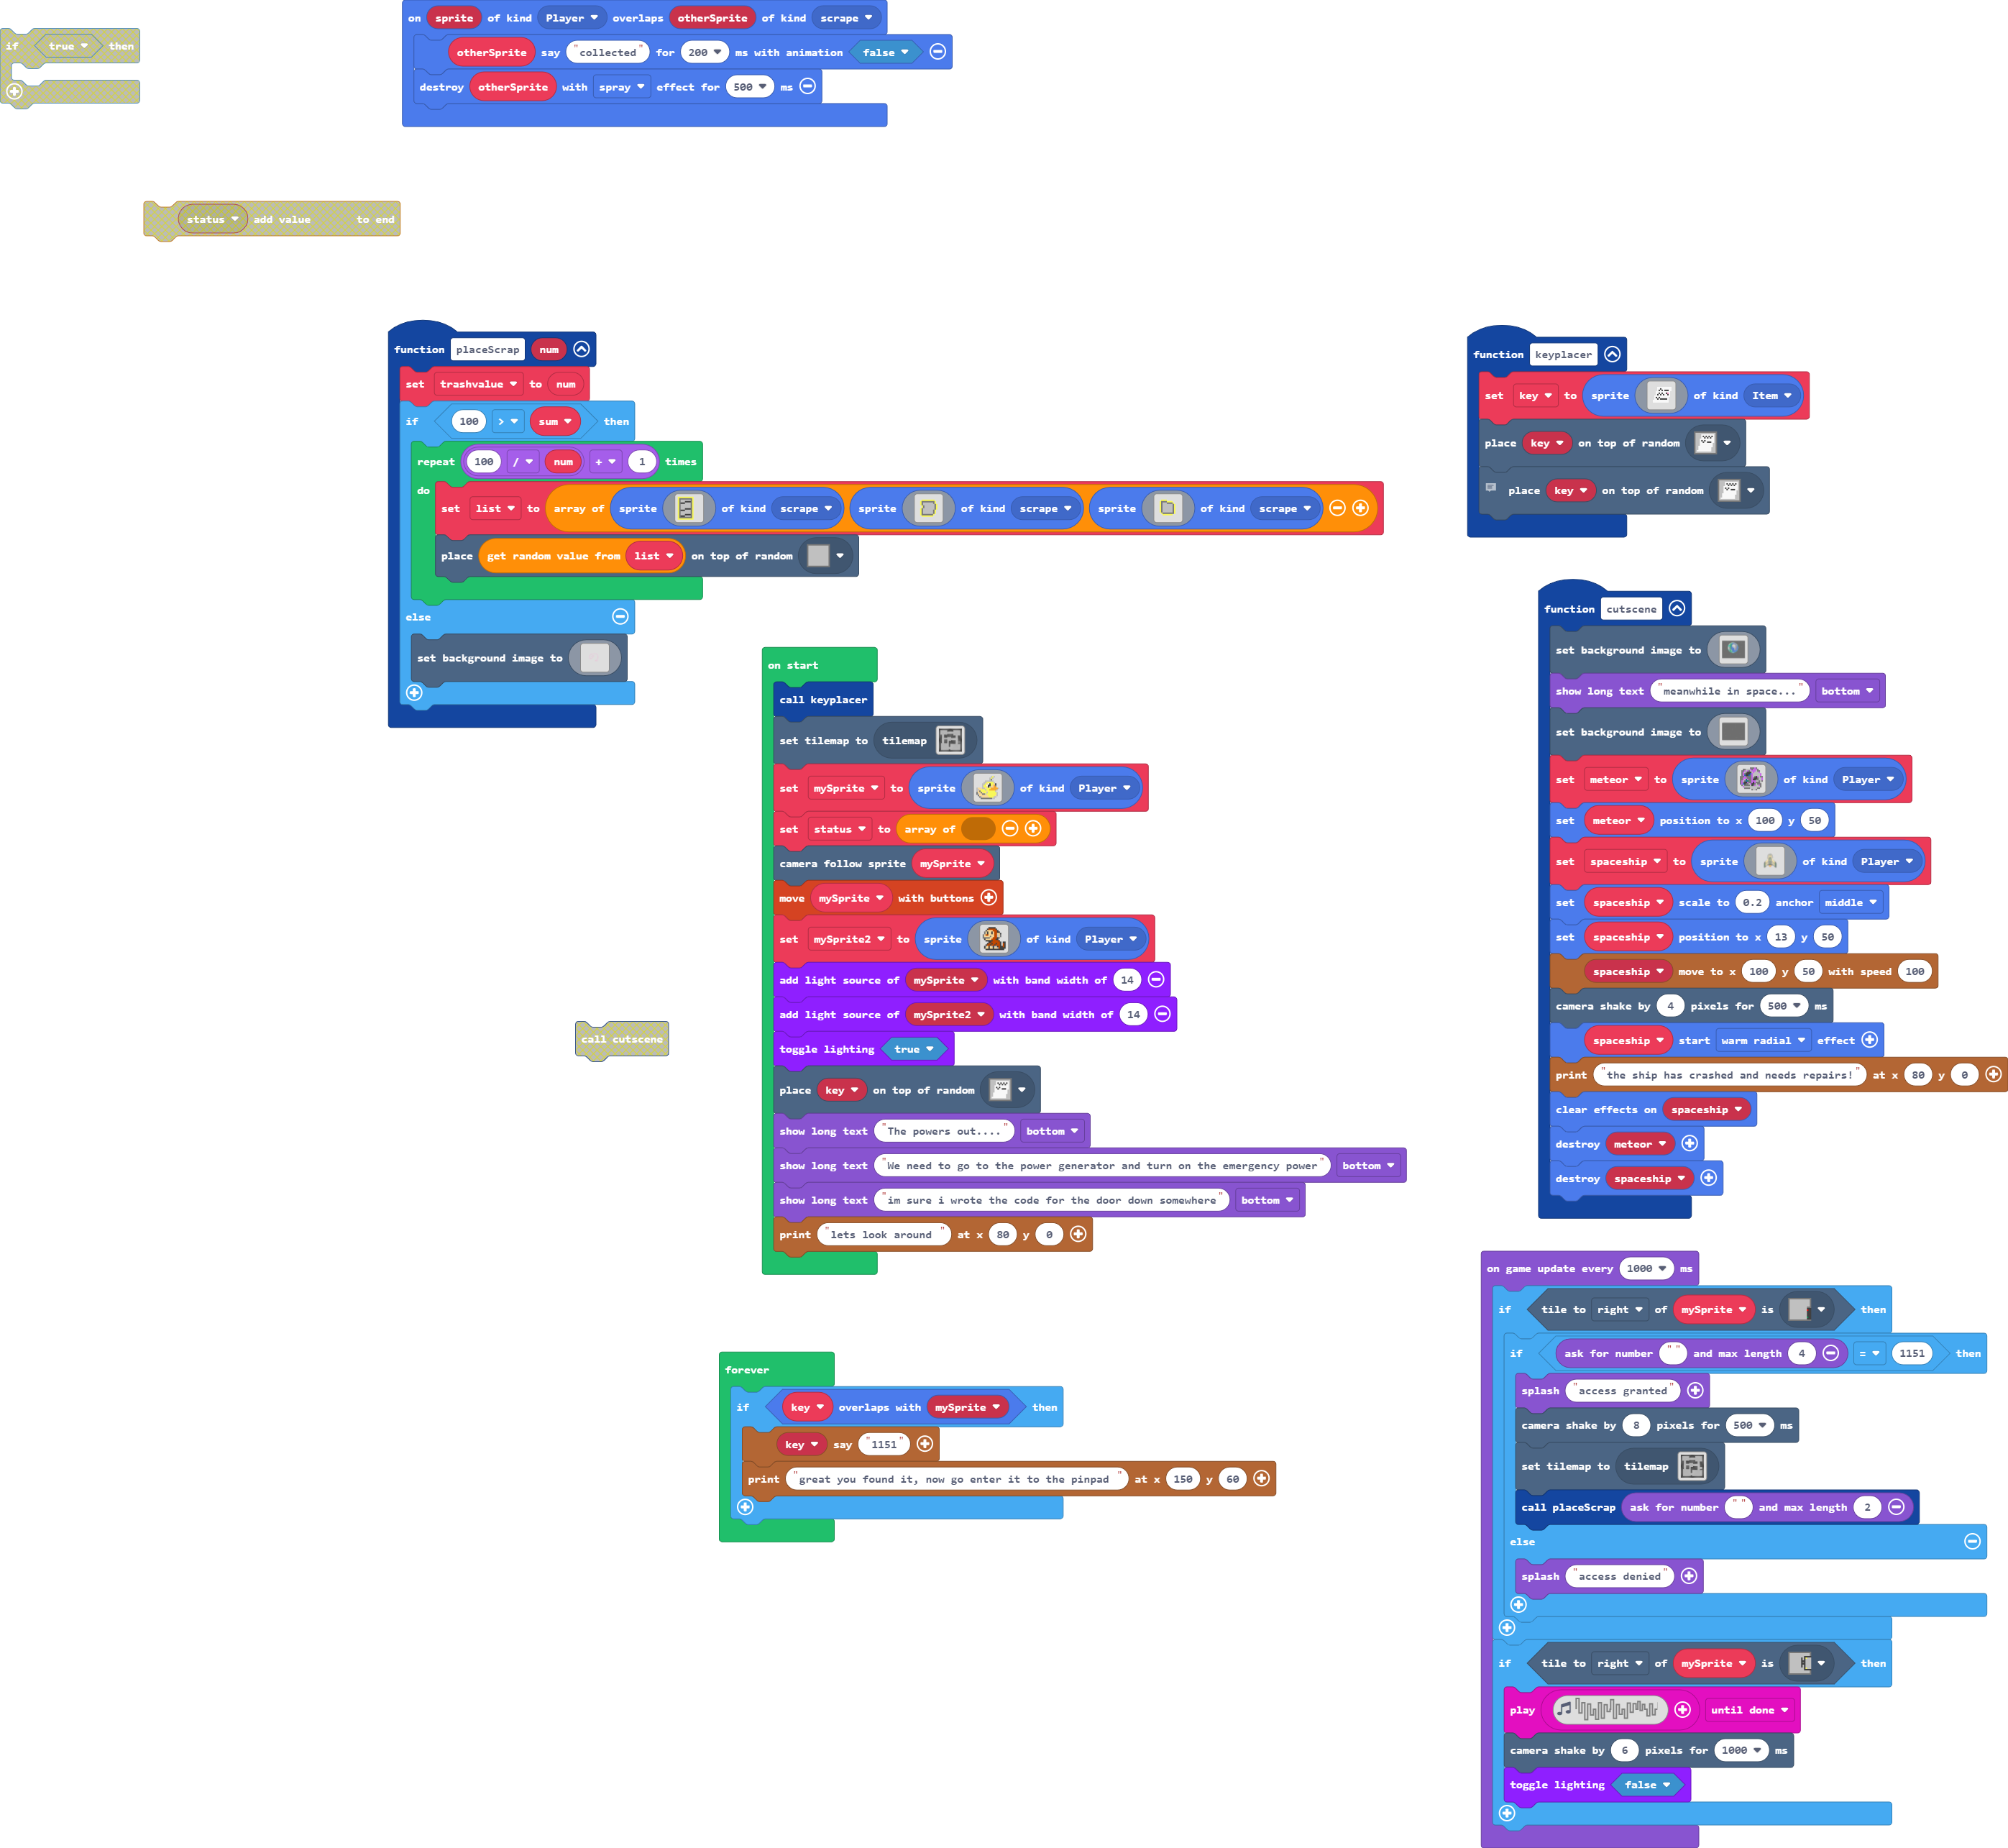 if true then
on sprite of kind Player overlaps otherSprite of kind scrape
otherSprite say "collected" for 200 ms with animation false
destroy otherSprite with spray effect for 500 ms
status add value to end
function placeScrap num
set trashvalue to num
if 100 > sum then
repeat 100 / num + 1 times
do
set list to array of sprite of kind scrape sprite of kind scrape sprite of kind scrape
place get random value from list on top of random
else
set background image to
function keyplacer
set key to sprite of kind Item
place key on top of random
place key on top of random
on start
call keyplacer
set tilemap to tilemap
set mySprite to sprite of kind Player
set status to array of
camera follow sprite mySprite
move mySprite with buttons
set mySprite2 to sprite of kind Player
add light source of mySprite with band width of 14
add light source of mySprite2 with band width of 14
toggle lighting true
place key on top of random
show long text "The powers out...." bottom
show long text "We need to go to the power generator and turn on the emergency power" bottom
show long text "im sure i wrote the code for the door down somewhere" bottom
print "lets look around " at x 80 y 0
call cutscene
function cutscene
set background image to
show long text "meanwhile in space..." bottom
set background image to
set meteor to sprite of kind Player
set meteor position to x 100 y 50
set spaceship to sprite of kind Player
set spaceship scale to 0.2 anchor middle
set spaceship position to x 13 y 50
spaceship move to x 100 y 50 with speed 100
camera shake by 4 pixels for 500 ms
spaceship start warm radial effect
print "the ship has crashed and needs repairs!" at x 80 y 0
clear effects on spaceship
destroy meteor
destroy spaceship
forever
if key overlaps with mySprite then
key say "1151"
print "great you found it, now go enter it to the pinpad " at x 150 y 60
on game update every 1000 ms
if tile to right of mySprite is then
if ask for number "" and max length 4 = 1151 then
splash "access granted"
camera shake by 8 pixels for 500 ms
set tilemap to tilemap
call placeScrap ask for number "" and max length 2
else
splash "access denied"
if tile to right of mySprite is then
play until done
camera shake by 6 pixels for 1000 ms
toggle lighting false